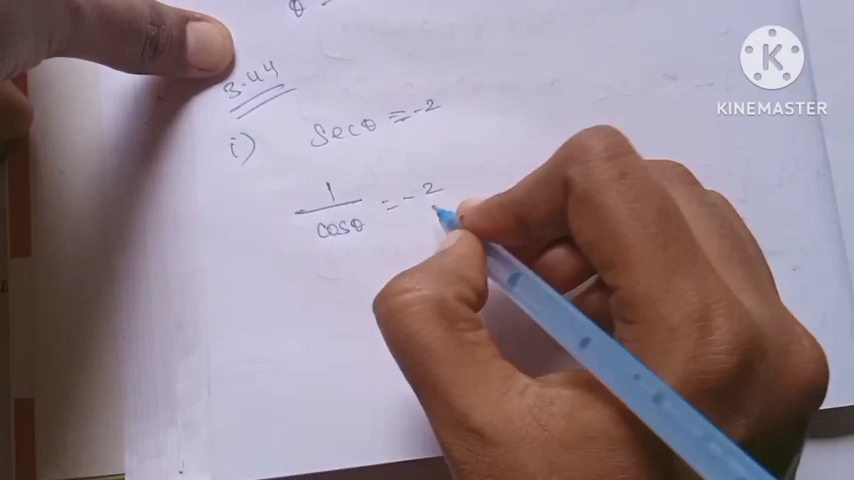 3.44
i) secθ = -2
1/cosθ = -2
KINEMASTER